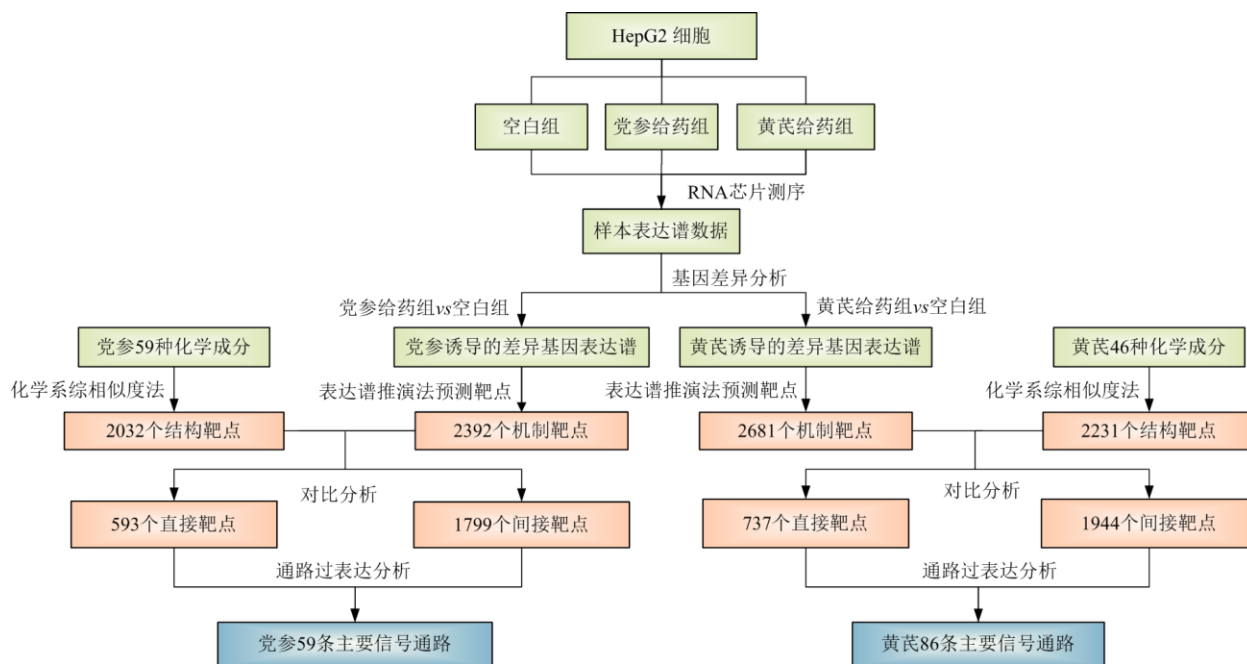 HepG2 细胞
空白组
党参给药组
黄芪给药组
RNA芯片测序
样本表达谱数据
基因差异分析
党参给药组vs空白组
黄芪给药组vs空白组
党参59种化学成分
党参诱导的差异基因表达谱
黄芪诱导的差异基因表达谱
黄芪46种化学成分
化学系综相似度法
表达谱推演法预测靶点
表达谱推演法预测靶点
化学系综相似度法
2032个结构靶点
2392个机制靶点
2681个机制靶点
2231个结构靶点
对比分析
对比分析
593个直接靶点
1799个间接靶点
737个直接靶点
1944个间接靶点
通路过表达分析
通路过表达分析
党参59条主要信号通路
黄芪86条主要信号通路